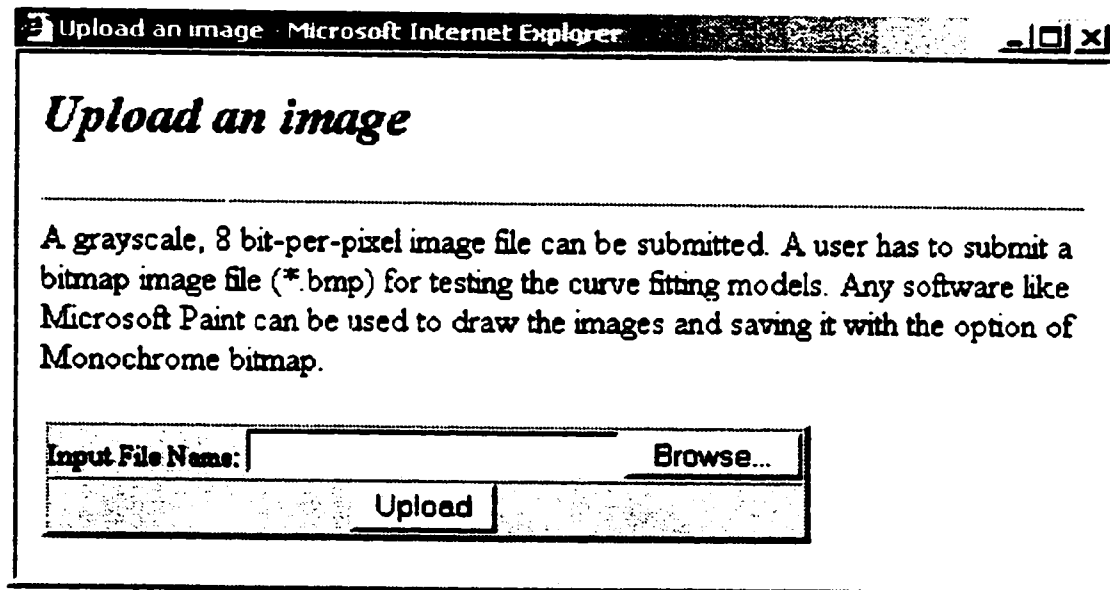 Upload an image - Microsoft Internet Explorer
Upload an image
A grayscale, 8 bit-per-pixel image file can be submitted. A user has to submit a
bitmap image file (*.bmp) for testing the curve fitting models. Any software like
Microsoft Paint can be used to draw the images and saving it with the option of
Monochrome bitmap.
Input File Name: Browse...
Upload